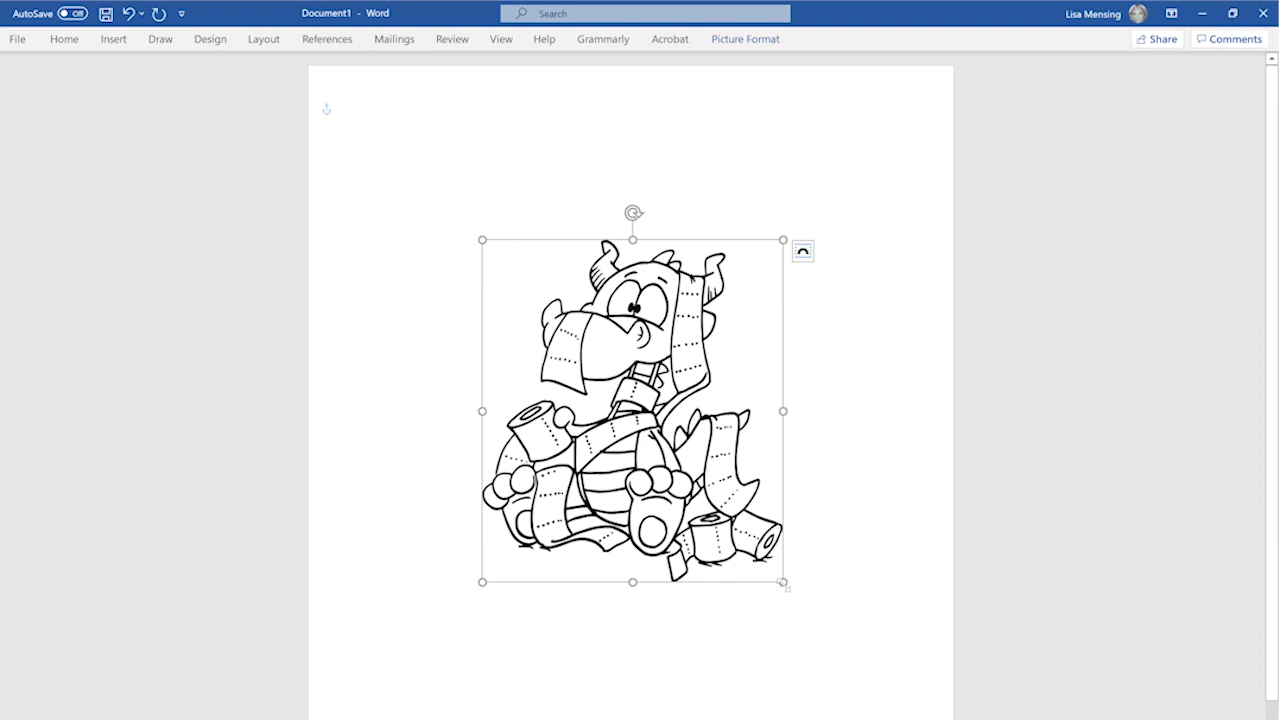 AutoSave Off Document1 - Word Search Lisa Mensing
File Home Insert Draw Design Layout References Mailings Review View Help Grammarly Acrobat Picture Format Share Comments